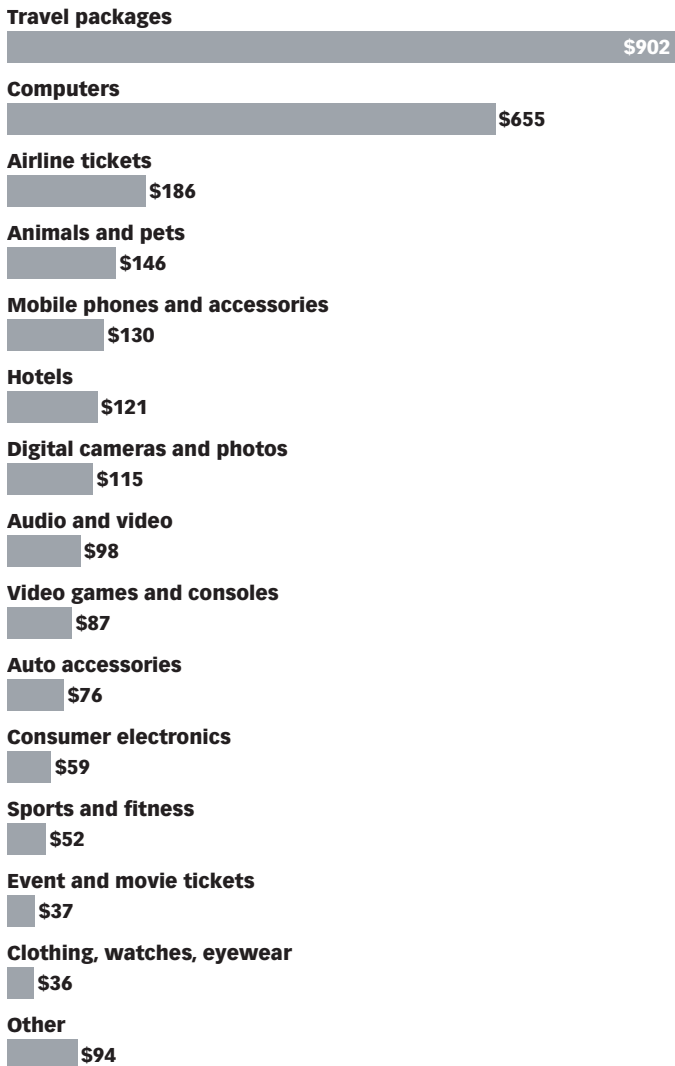 Travel packages
$902
Computers
$655
Airline tickets
$186
Animals and pets
$146
Mobile phones and accessories
$130
Hotels
$121
Digital cameras and photos
$115
Audio and video
$98
Video games and consoles
$87
Auto accessories
$76
Consumer electronics
$59
Sports and fitness
$52
Event and movie tickets
$37
Clothing, watches, eyewear
$36
Other
$94